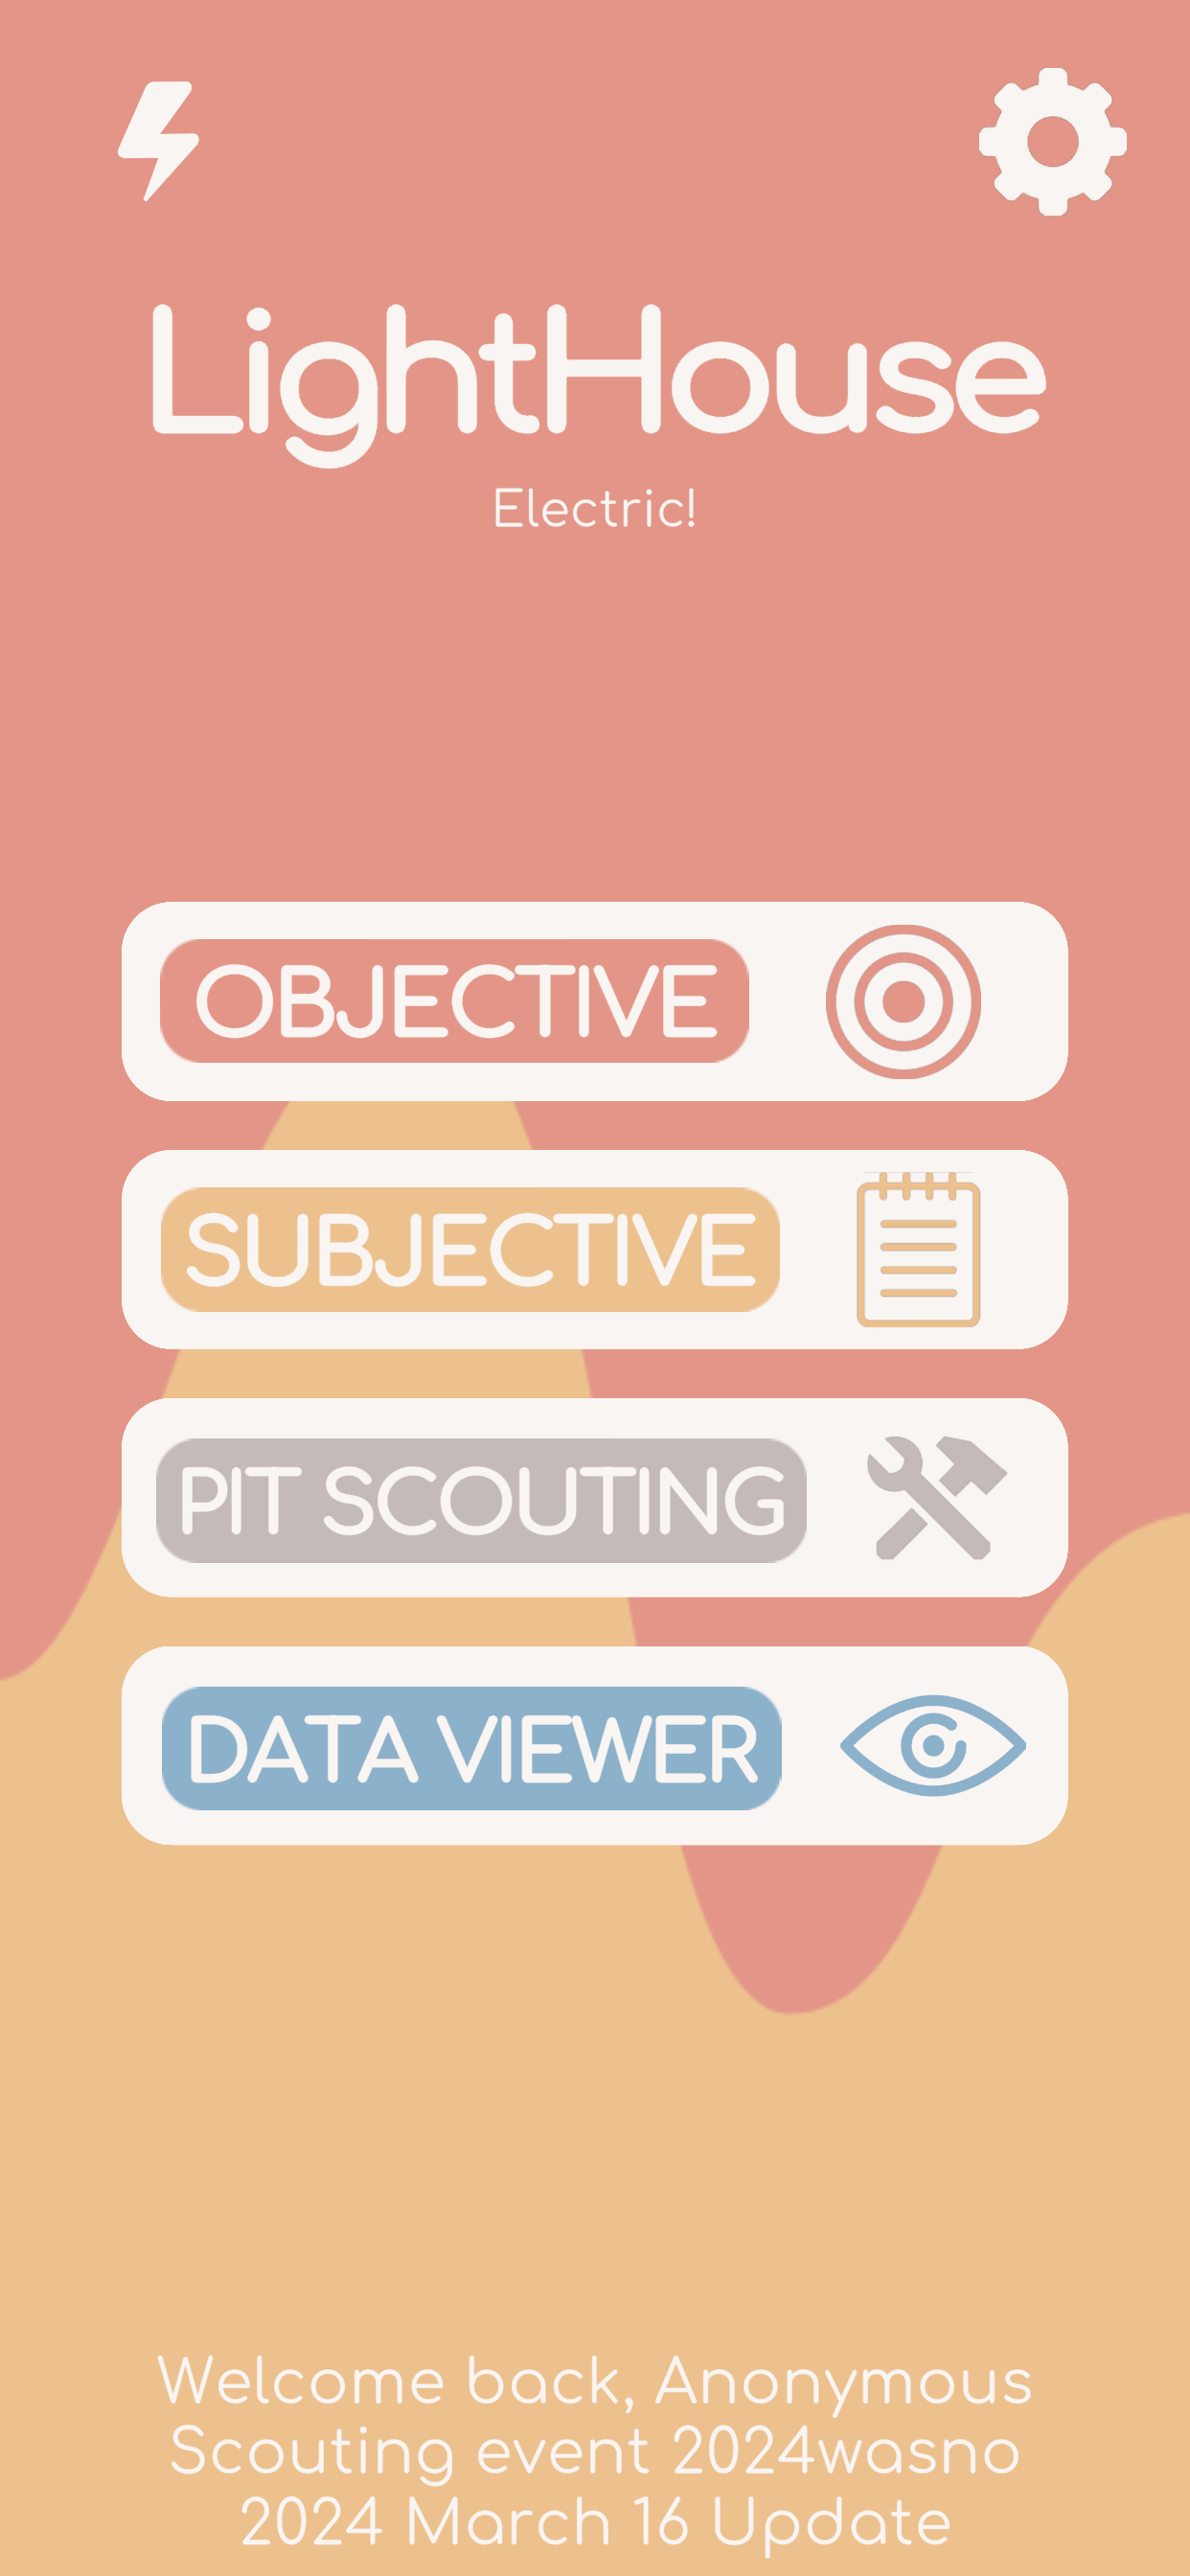 LightHouse
Electric!
OBJECTIVE
SUBJECTIVE
PIT SCOUTING
DATA VIEWER
Welcome back, Anonymous
Scouting event 2024wasno
2024 March 16 Update